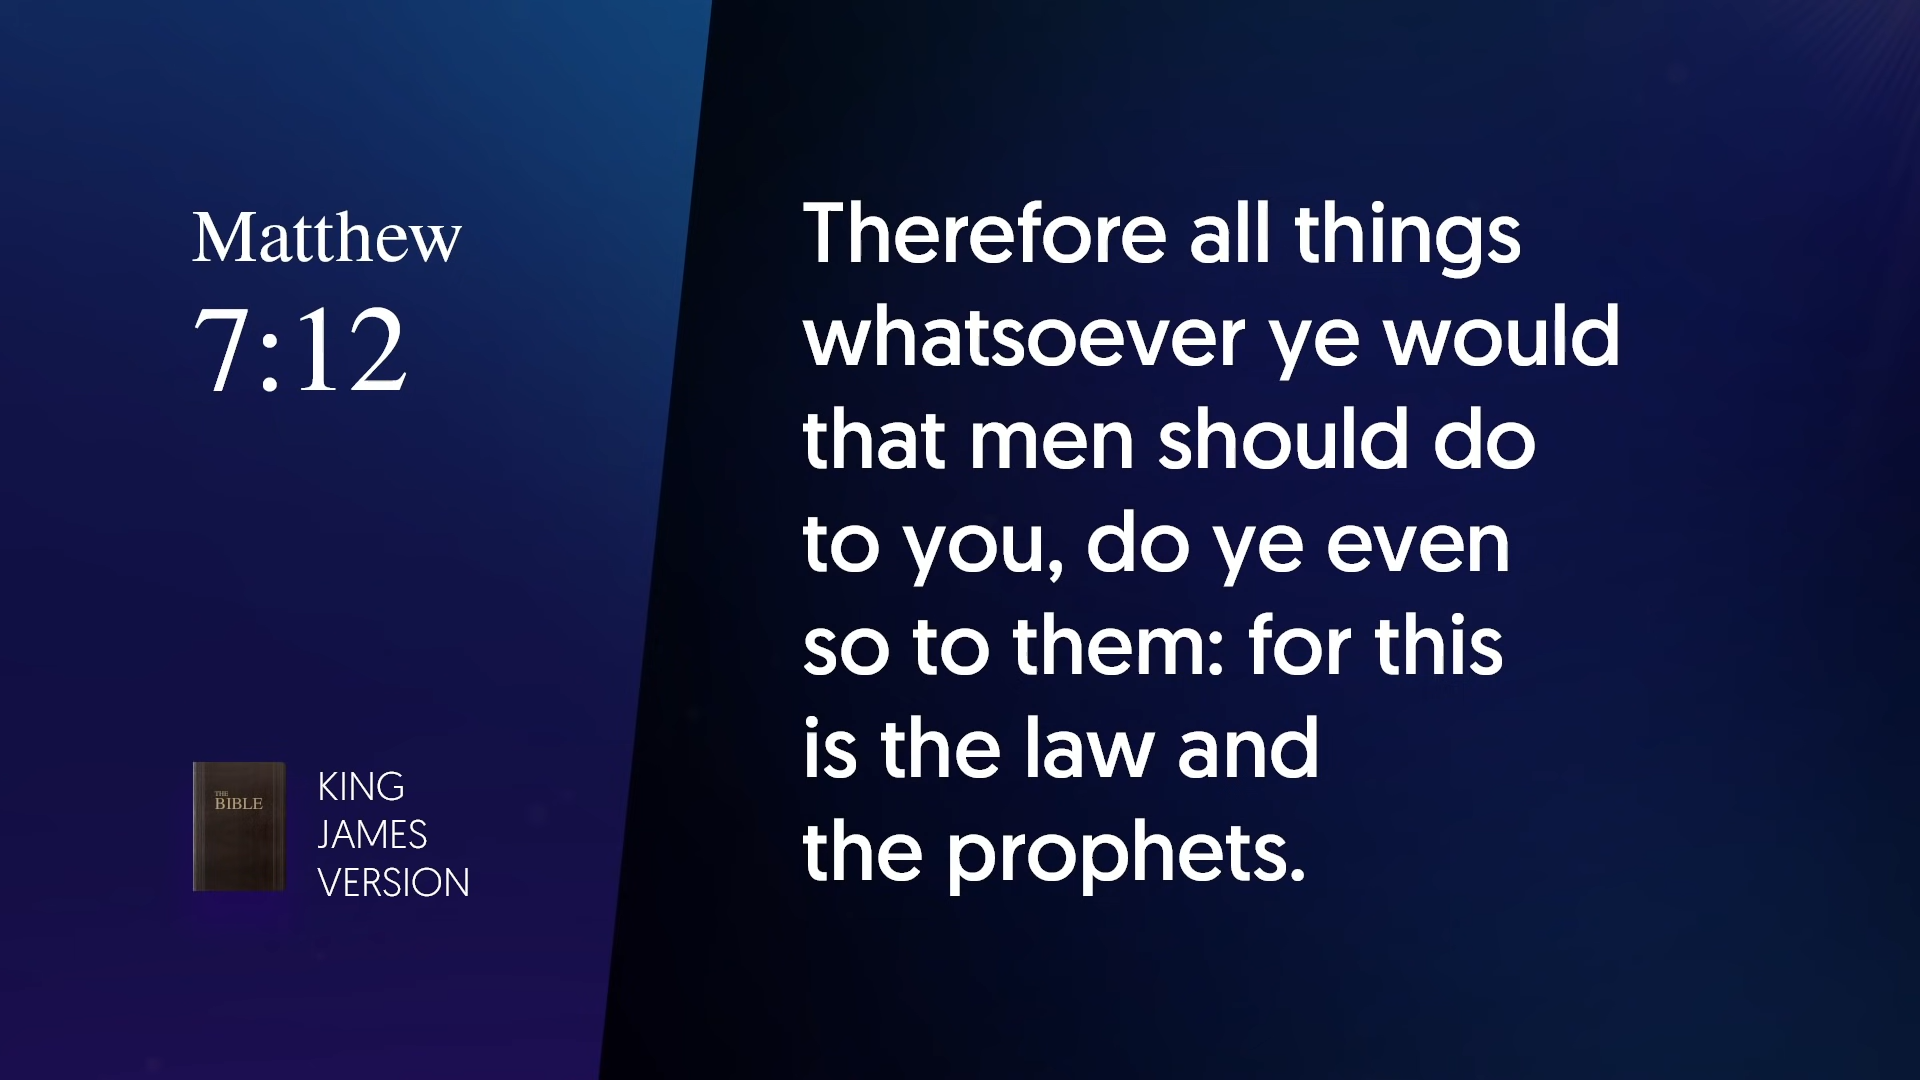 Matthew
7:12
Therefore all things
whatsoever ye would
that men should do
to you, do ye even
so to them: for this
is the law and
the prophets.
THE
BIBLE
KING
JAMES
VERSION